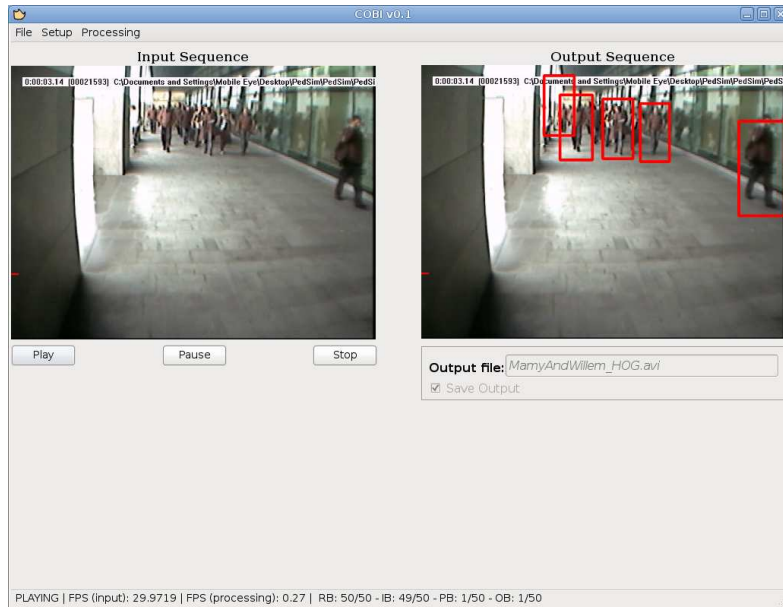 COBI v0.1
File Setup Processing
Input Sequence
Output Sequence
0:00:03.14 (00021593) C:\Documents and Settings\Mobile Eye\Desktop\PedSim\PedSim\PedSim\PedSi
0:00:03.14 (00021593) C:\Documents and Settings\Mobile Eye\Desktop\PedSim\PedSim\PedSim\PedS
Play
Pause
Stop
Output file: MamyAndWillem_HOG.avi
Save Output
PLAYING | FPS (input): 29.9719 | FPS (processing): 0.27 | RB: 50/50 - IB: 49/50 - PB: 1/50 - OB: 1/50